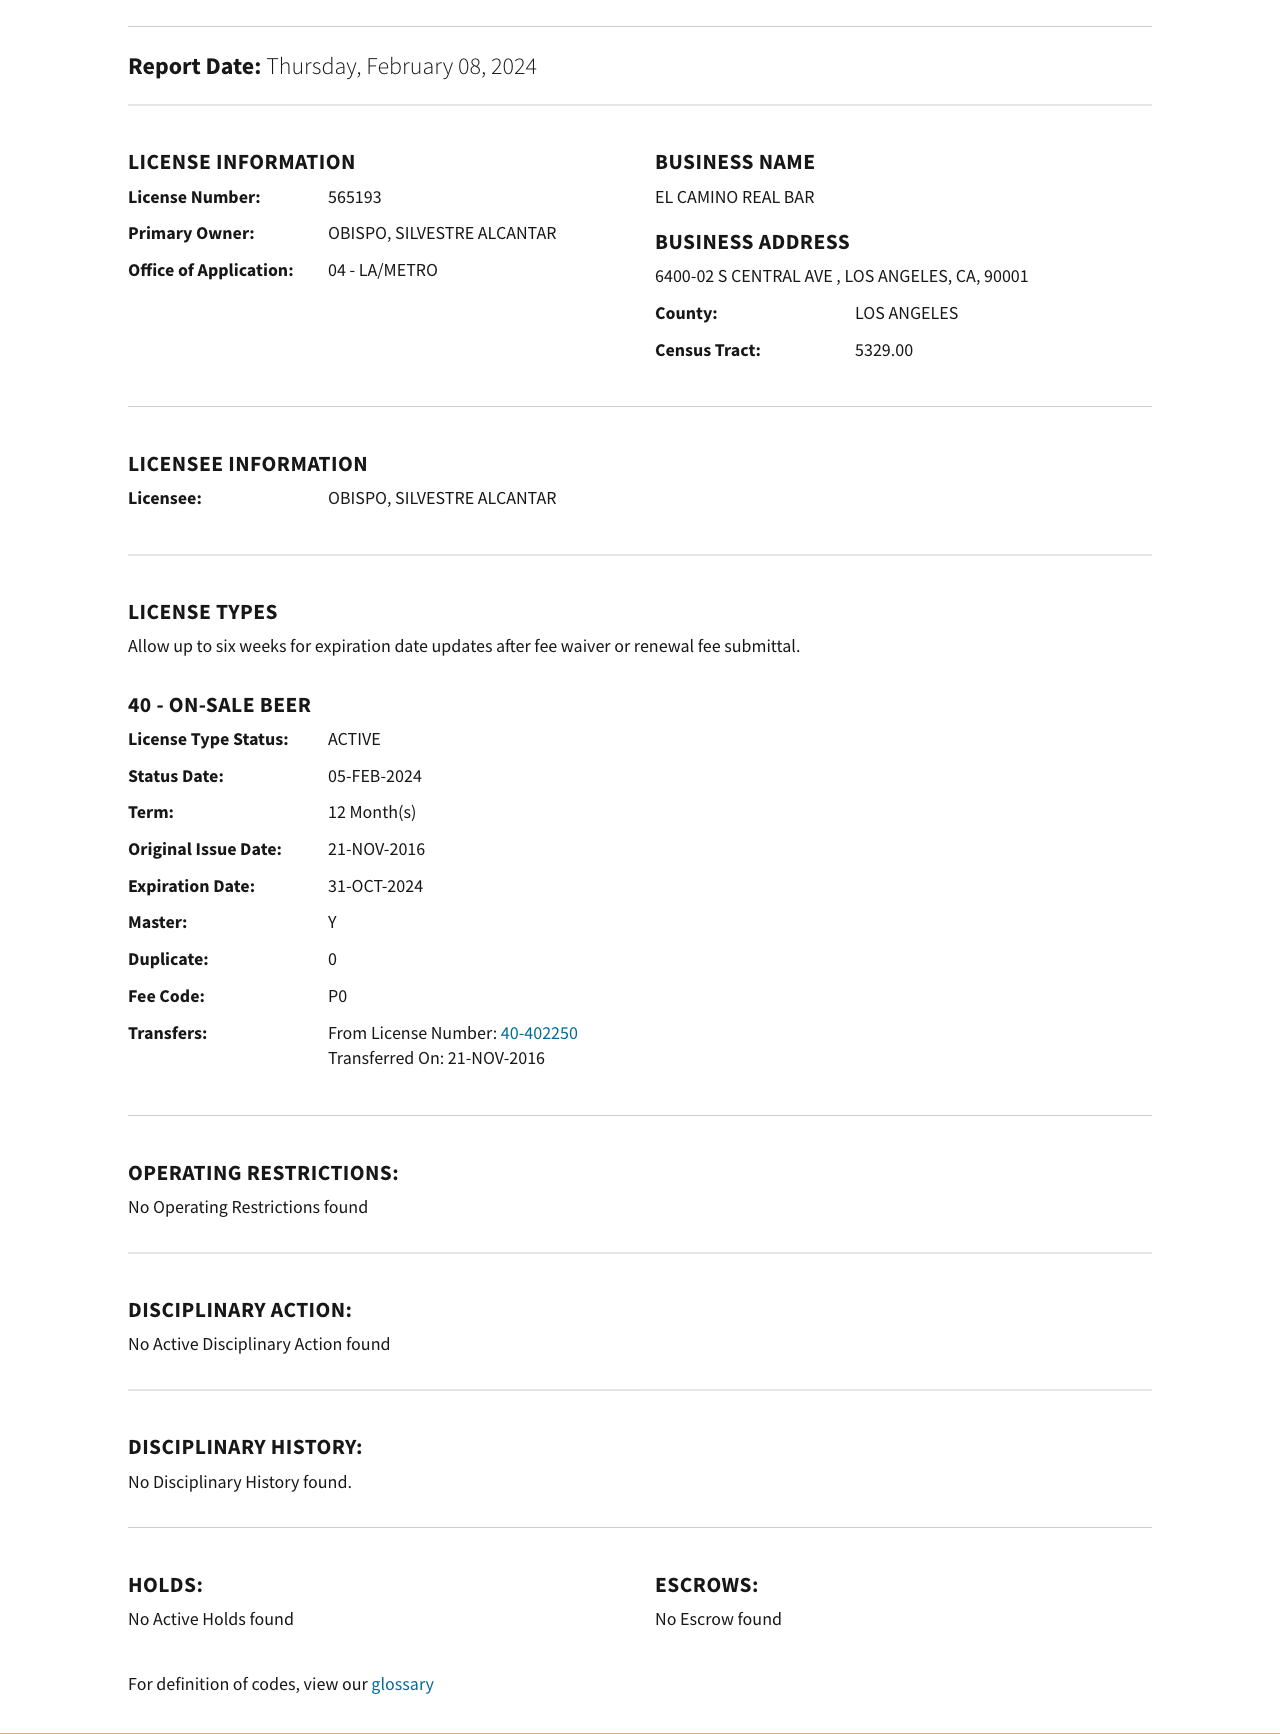 Report Date: Thursday, February 08, 2024
LICENSE INFORMATION
License Number: 565193
Primary Owner: OBISPO, SILVESTRE ALCANTAR
Office of Application: 04 - LA/METRO
BUSINESS NAME
EL CAMINO REAL BAR
BUSINESS ADDRESS
6400-02 S CENTRAL AVE , LOS ANGELES, CA, 90001
County: LOS ANGELES
Census Tract: 5329.00
LICENSEE INFORMATION
Licensee: OBISPO, SILVESTRE ALCANTAR
LICENSE TYPES
Allow up to six weeks for expiration date updates after fee waiver or renewal fee submittal.
40 - ON-SALE BEER
License Type Status: ACTIVE
Status Date: 05-FEB-2024
Term: 12 Month(s)
Original Issue Date: 21-NOV-2016
Expiration Date: 31-OCT-2024
Master: Y
Duplicate: 0
Fee Code: P0
Transfers: From License Number: 40-402250
Transferred On: 21-NOV-2016
OPERATING RESTRICTIONS:
No Operating Restrictions found
DISCIPLINARY ACTION:
No Active Disciplinary Action found
DISCIPLINARY HISTORY:
No Disciplinary History found.
HOLDS:
No Active Holds found
ESCROWS:
No Escrow found
For definition of codes, view our glossary